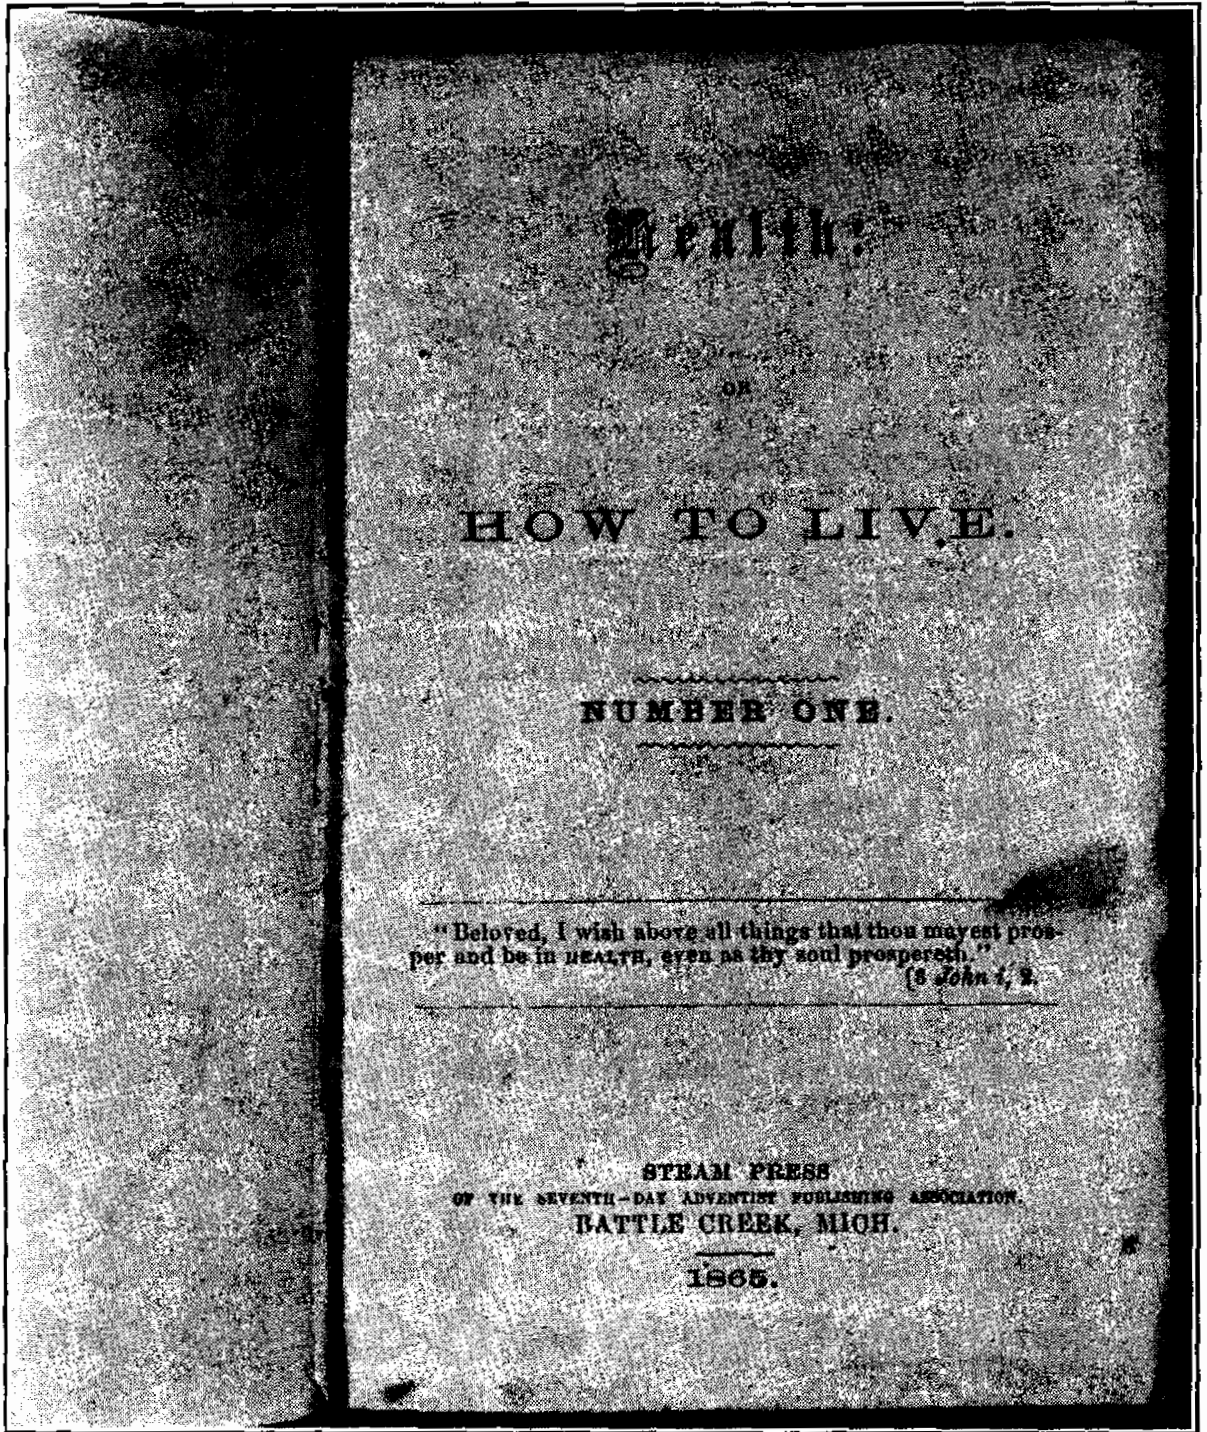 Health:
OR
HOW TO LIVE.
NUMBER ONE.
"Beloved, I wish above all things that thou mayest pros-
per and be in HEALTH, even as thy soul prospereth."
[3 John i, 2.
STEAM PRESS
OF THE SEVENTH-DAY ADVENTIST PUBLISHING ASSOCIATION.
BATTLE CREEK, MICH.
1865.